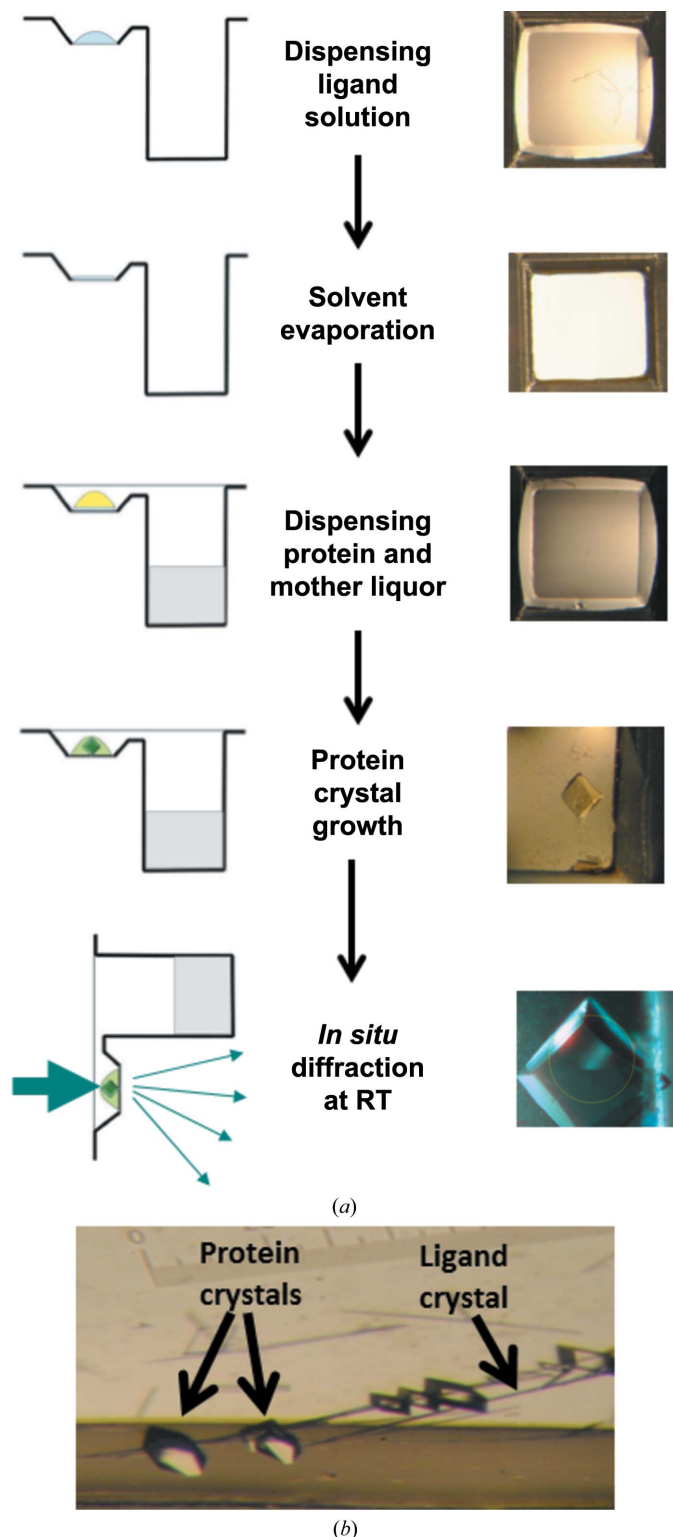 Dispensing
ligand
solution
Solvent
evaporation
Dispensing
protein and
mother liquor
Protein
crystal
growth
In situ
diffraction
at RT
(a)
Protein
crystals
Ligand
crystal
(b)